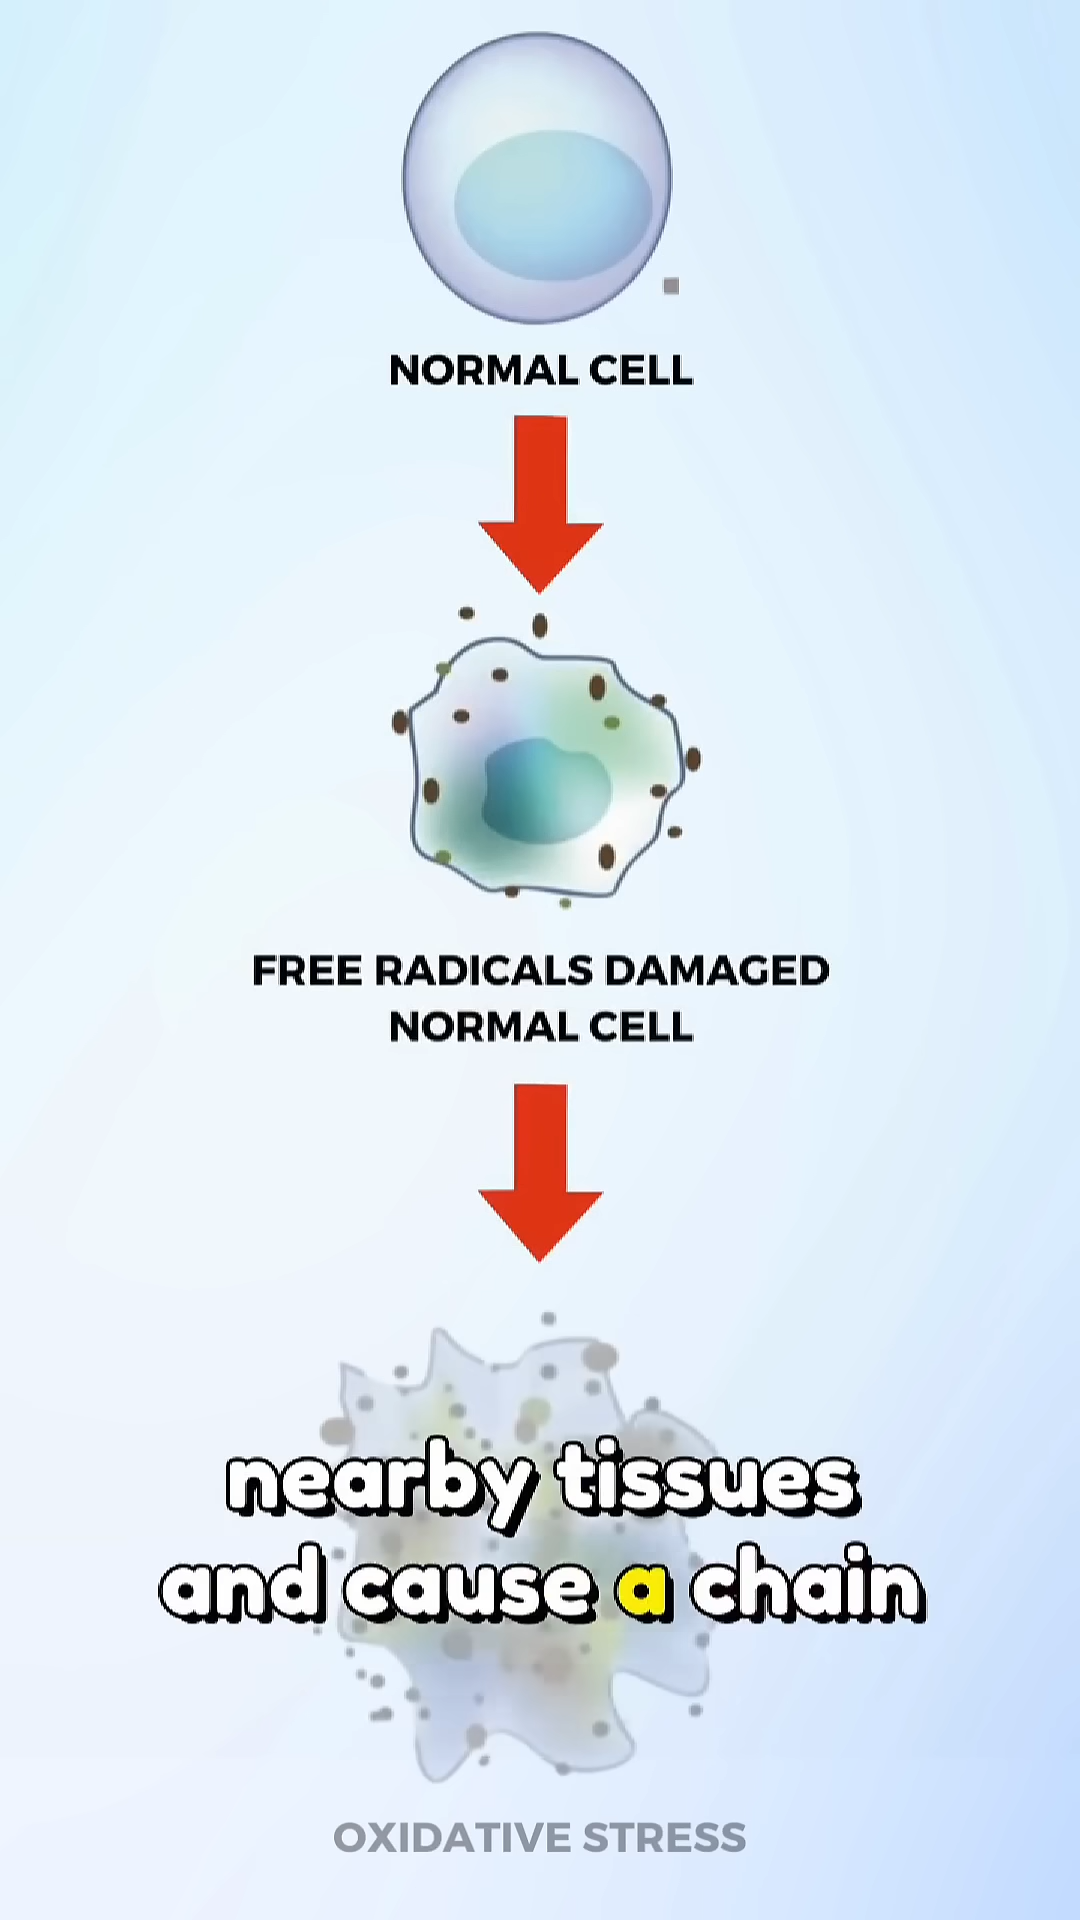 NORMAL CELL
FREE RADICALS DAMAGED
NORMAL CELL
nearby tissues
and cause a chain
OXIDATIVE STRESS